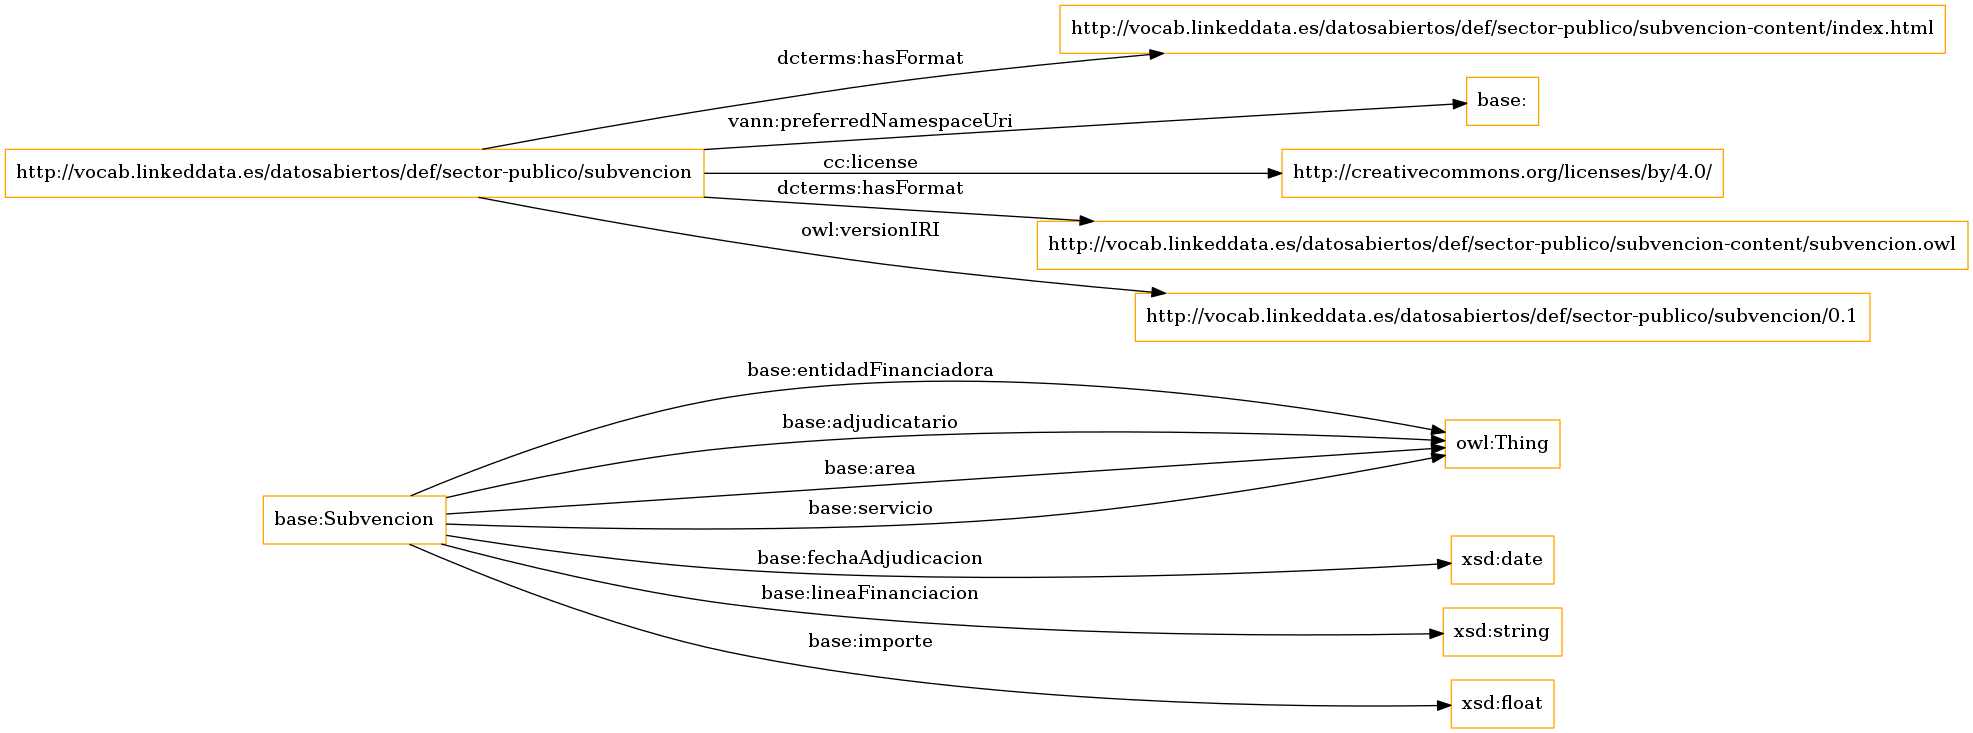 http://vocab.linkeddata.es/datosabiertos/def/sector-publico/subvencion-content/index.html
dcterms:hasFormat
base:
vann:preferredNamespaceUri
cc:license
http://vocab.linkeddata.es/datosabiertos/def/sector-publico/subvencion
http://creativecommons.org/licenses/by/4.0/
dcterms:hasFormat
owl:versionIRI
http://vocab.linkeddata.es/datosabiertos/def/sector-publico/subvencion-content/subvencion.owl
http://vocab.linkeddata.es/datosabiertos/def/sector-publico/subvencion/0.1
base:entidadFinanciadora
base:adjudicatario
owl:Thing
base:area
base:servicio
base:Subvencion
base:fechaAdjudicacion
xsd:date
base:lineaFinanciacion
xsd:string
base:importe
xsd:float